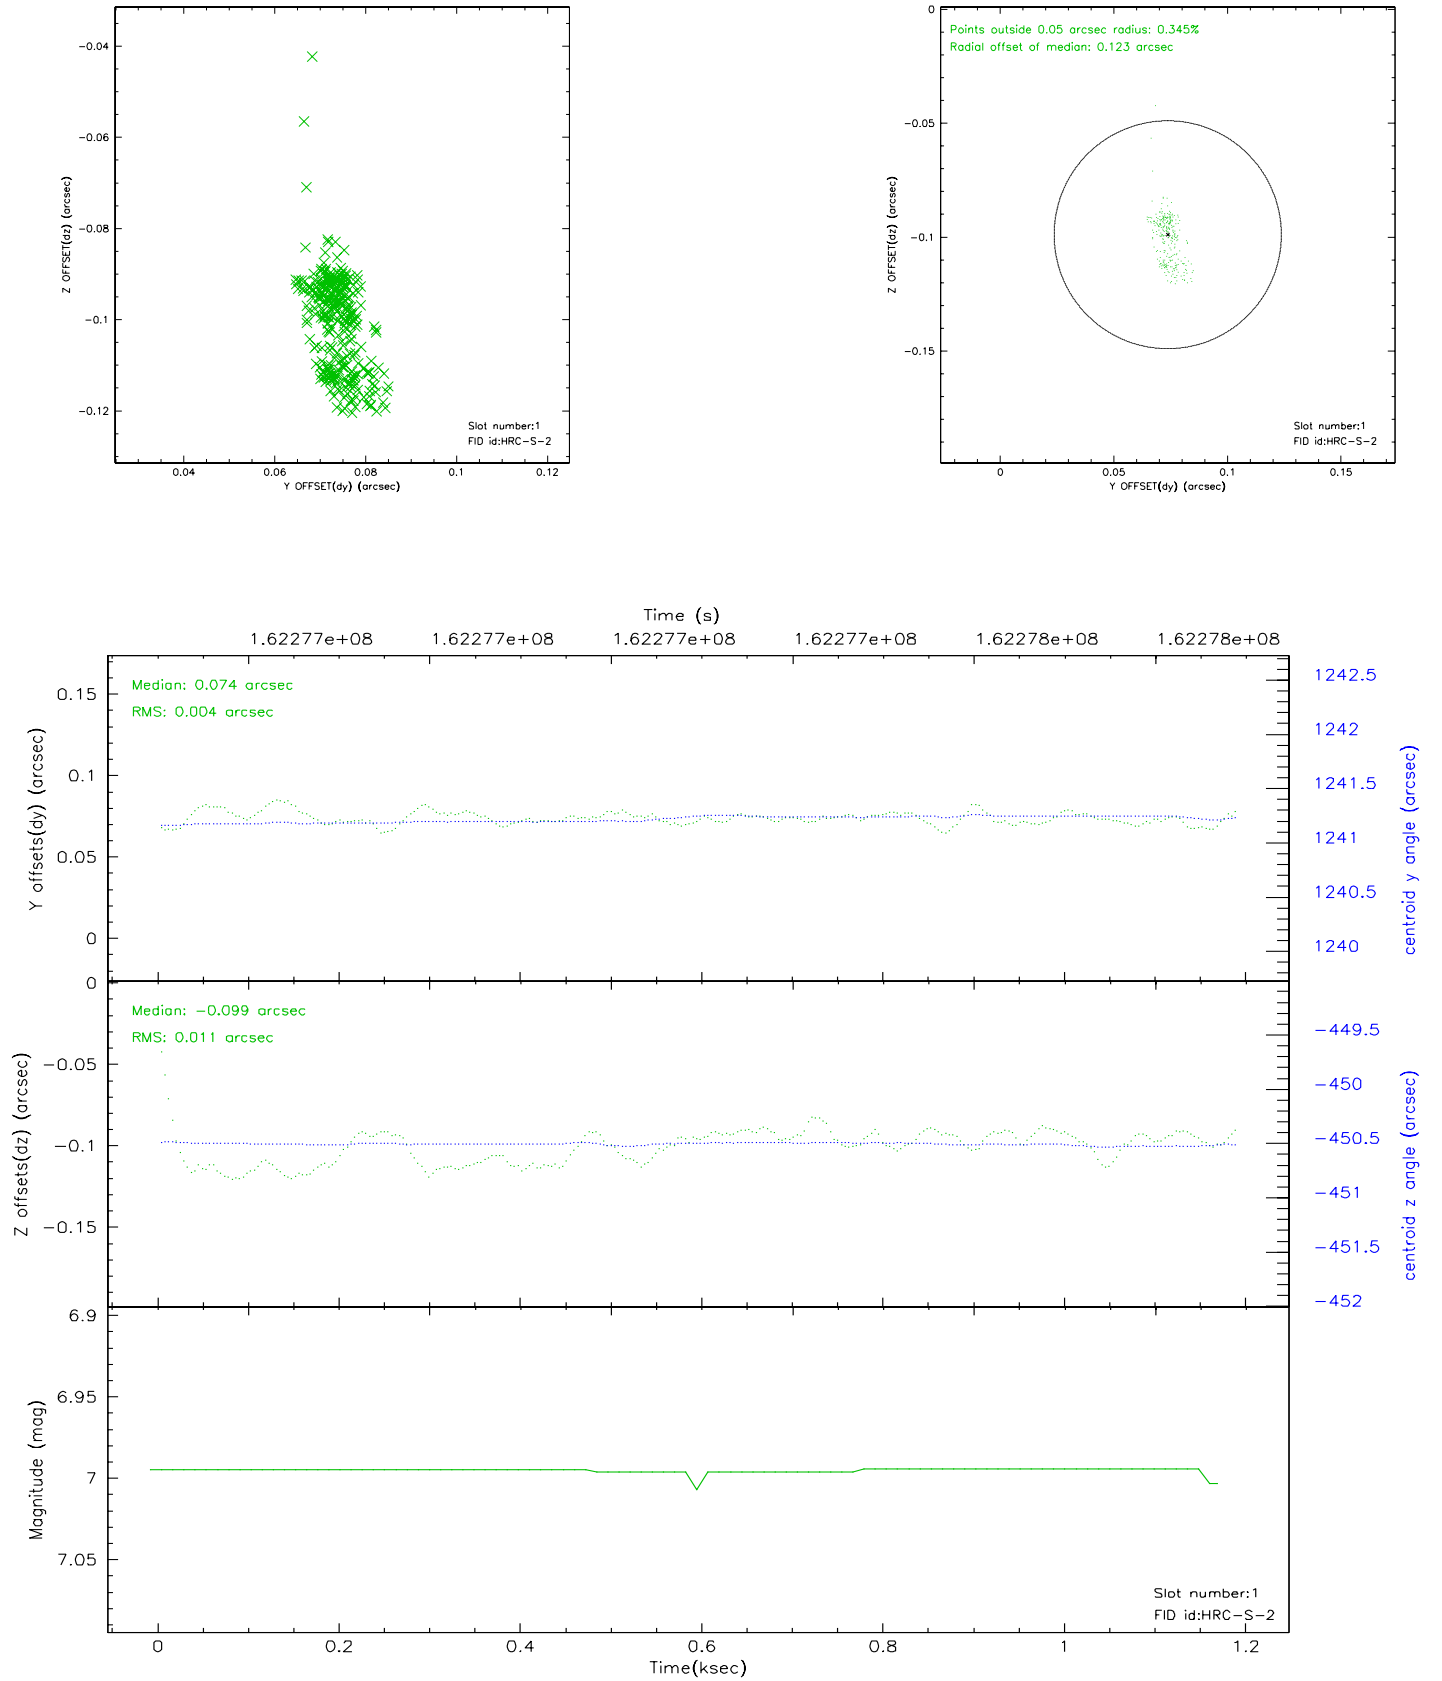 -0.04
-0.06
-0.08
-0.1
-0.12
Z OFFSET(dz) (arcsec)
Slot number:1
FID id:HRC-S-2
0.04 0.06 0.08 0.1 0.12
Y OFFSET(dy) (arcsec)
0
-0.05
-0.1
-0.15
Z OFFSET(dz) (arcsec)
Points outside 0.05 arcsec radius: 0.345%
Radial offset of median: 0.123 arcsec
Slot number:1
FID id:HRC-S-2
0 0.05 0.1 0.15
Y OFFSET(dy) (arcsec)
Time (s)
1.62277e+08 1.62277e+08 1.62277e+08 1.62277e+08 1.62278e+08 1.62278e+08
Median: 0.074 arcsec
RMS: 0.004 arcsec
0.15
0.1
0.05
0
Y offsets(dy) (arcsec)
1242.5
1242
1241.5
1241
1240.5
1240
centroid y angle (arcsec)
Median: -0.099 arcsec
RMS: 0.011 arcsec
0
-0.05
-0.1
-0.15
Z offsets(dz) (arcsec)
-449.5
-450
-450.5
-451
-451.5
-452
centroid z angle (arcsec)
6.9
6.95
7
7.05
Magnitude (mag)
Slot number:1
FID id:HRC-S-2
0 0.2 0.4 0.6 0.8 1 1.2
Time(ksec)